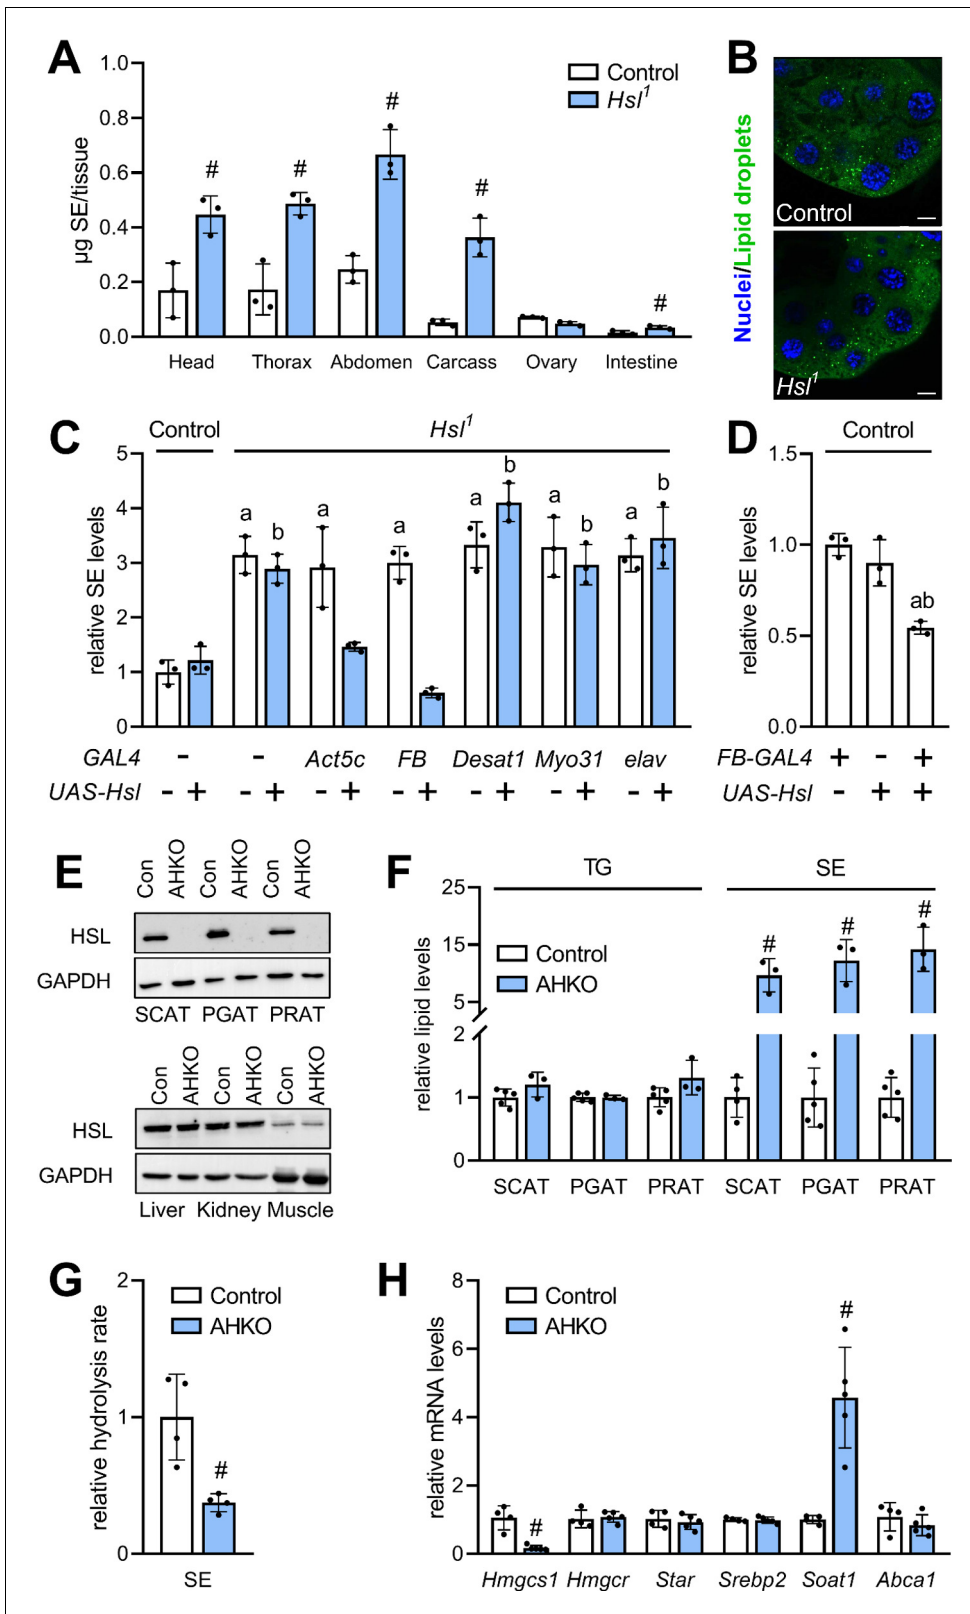 A
µg SE/tissue
1.0
0.8
0.6
0.4
0.2
0.0
Control
Hsl¹
# # # # #
Head Thorax Abdomen Carcass Ovary Intestine
B
Nuclei/Lipid droplets
Control
Hsl¹
C
Control Hsl¹
relative SE levels
5
4
3
2
1
0
a b a a a b a b a b
GAL4 - - Act5c FB Desat1 Myo31 elav
UAS-Hsl - + - + - + - + - + - + - +
D
Control
relative SE levels
1.5
1.0
0.5
0
ab
FB-GAL4 + - +
UAS-Hsl - + +
E
Con AHKO Con AHKO Con AHKO
HSL
GAPDH
SCAT PGAT PRAT
Con AHKO Con AHKO Con AHKO
HSL
GAPDH
Liver Kidney Muscle
F
TG SE
relative lipid levels
25
15
5
2
1
0
Control
AHKO
# # #
SCAT PGAT PRAT SCAT PGAT PRAT
G
relative hydrolysis rate
2
1
0
Control
AHKO
#
SE
H
relative mRNA levels
8
6
4
2
0
Control
AHKO
# #
Hmgcs1 Hmgcr Star Srebp2 Soat1 Abca1